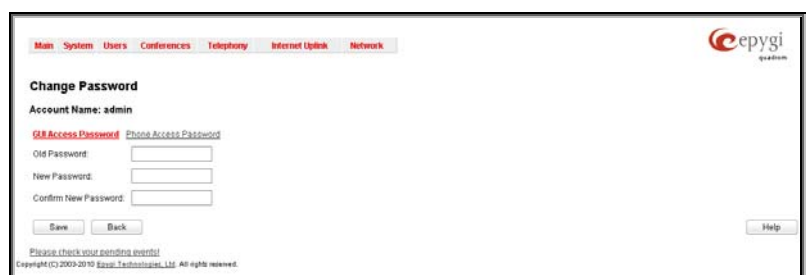 Main System Users Conferences Telephony Internet Uplink Network
epygi
quadrom
Change Password
Account Name: admin
GUI Access Password Phone Access Password
Old Password:
New Password:
Confirm New Password:
Save Back Help
Please check your pending events!
Copyright (C) 2003-2010 Epygi Technologies, Ltd. All rights reserved.